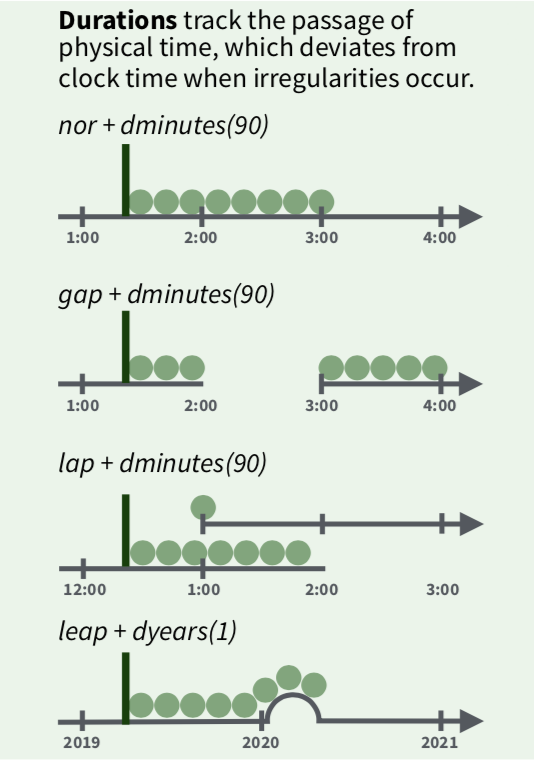 Durations track the passage of
physical time, which deviates from
clock time when irregularities occur.
nor + dminutes(90)
1:00 2:00 3:00 4:00
gap + dminutes(90)
1:00 2:00 3:00 4:00
lap + dminutes(90)
12:00 1:00 2:00 3:00
leap + dyears(1)
2019 2020 2021